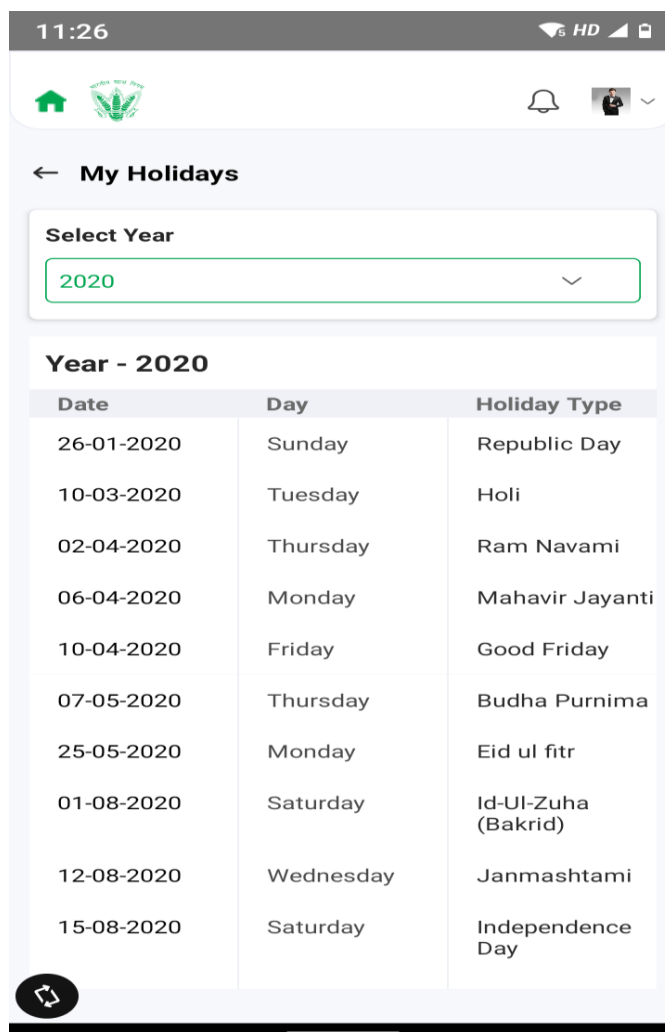 11:26
5 HD
My Holidays
Select Year
2020
Year - 2020
Date Day Holiday Type
26-01-2020 Sunday Republic Day
10-03-2020 Tuesday Holi
02-04-2020 Thursday Ram Navami
06-04-2020 Monday Mahavir Jayanti
10-04-2020 Friday Good Friday
07-05-2020 Thursday Budha Purnima
25-05-2020 Monday Eid ul fitr
01-08-2020 Saturday Id-Ul-Zuha
(Bakrid)
12-08-2020 Wednesday Janmashtami
15-08-2020 Saturday Independence
Day